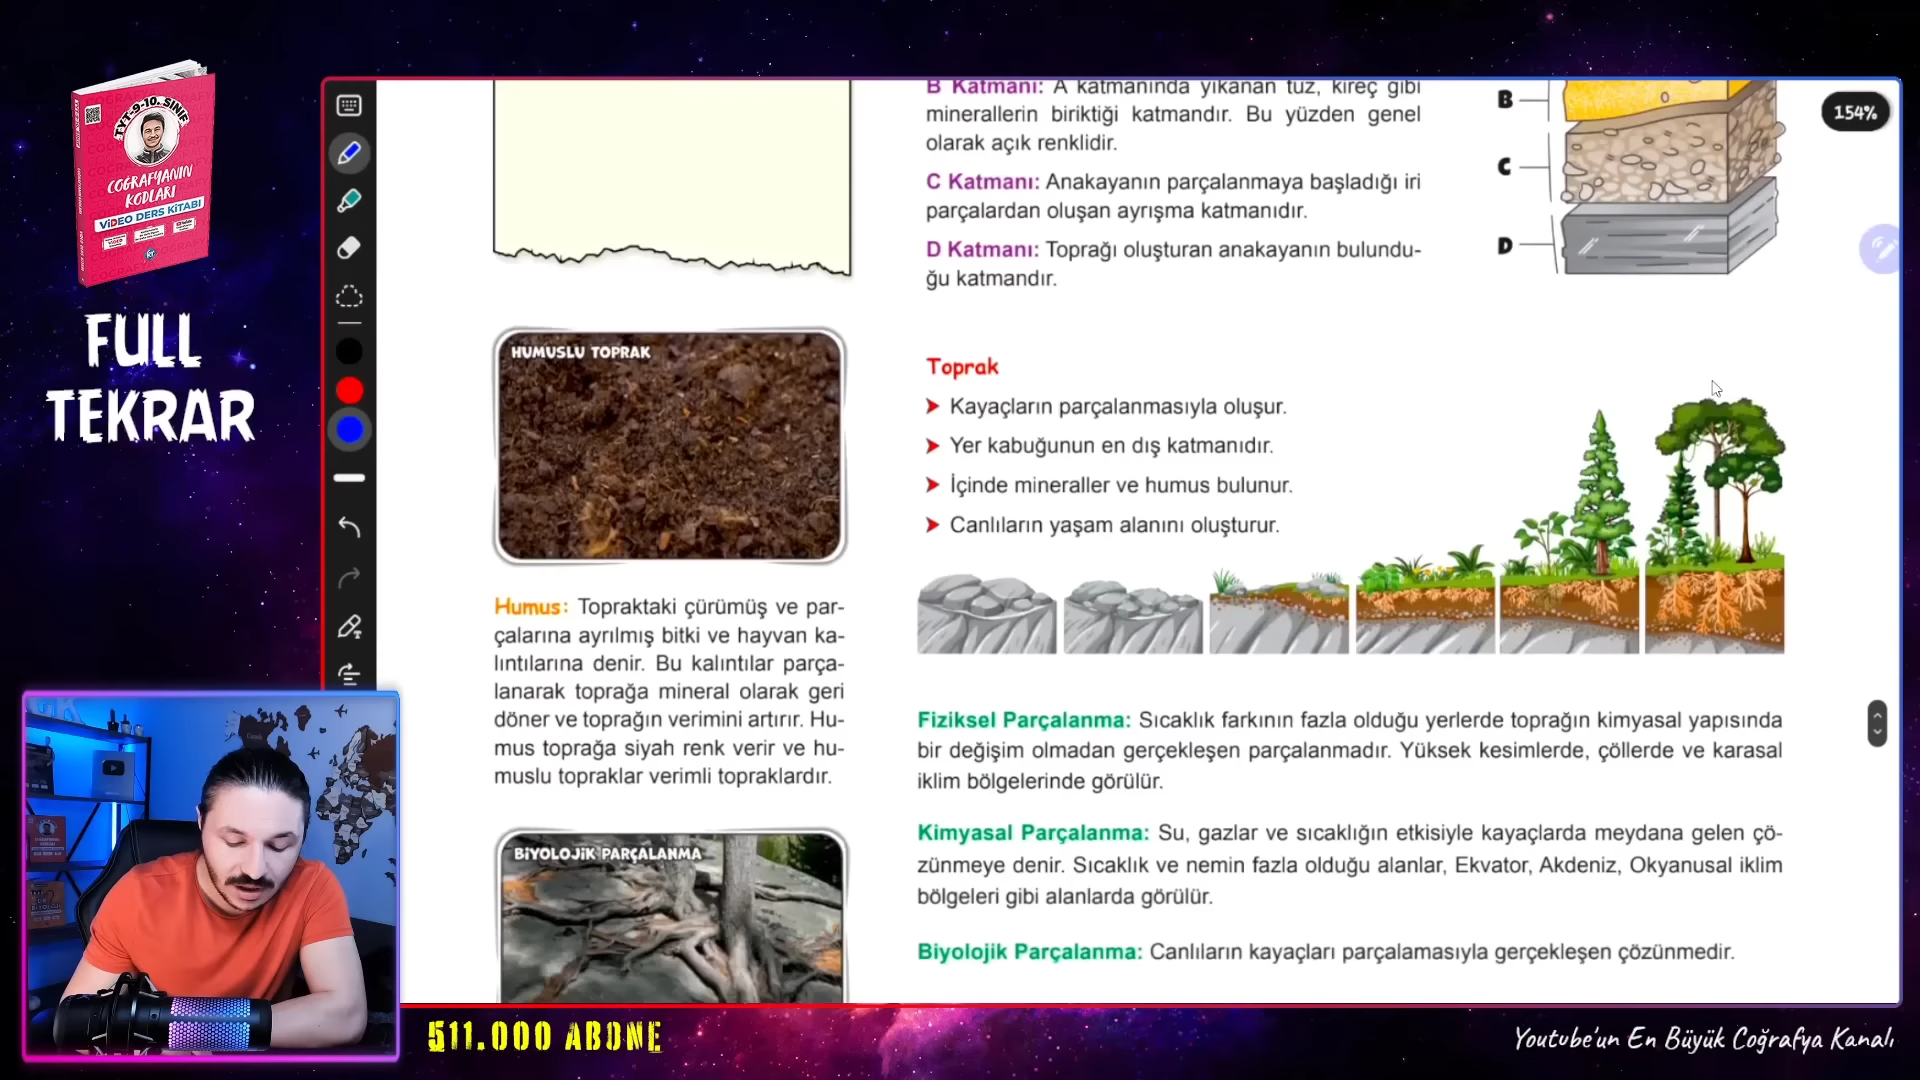 TYT-9-10. SINIF
COĞRAFYANIN
KODLARI
VİDEO DERS KİTABI
FULL
TEKRAR
B Katmanı: A katmanında yıkanan tuz, kireç gibi
minerallerin biriktiği katmandır. Bu yüzden genel
olarak açık renklidir.
C Katmanı: Anakayanın parçalanmaya başladığı iri
parçalardan oluşan ayrışma katmanıdır.
D Katmanı: Toprağı oluşturan anakayanın bulundu-
ğu katmandır.
B
C
D
154%
HUMUSLU TOPRAK
Humus: Topraktaki çürümüş ve par-
çalarına ayrılmış bitki ve hayvan ka-
lıntılarına denir. Bu kalıntılar parça-
lanarak toprağa mineral olarak geri
döner ve toprağın verimini artırır. Hu-
mus toprağa siyah renk verir ve hu-
muslu topraklar verimli topraklardır.
BİYOLOJİK PARÇALANMA
Toprak
Kayaçların parçalanmasıyla oluşur.
Yer kabuğunun en dış katmanıdır.
İçinde mineraller ve humus bulunur.
Canlıların yaşam alanını oluşturur.
Fiziksel Parçalanma: Sıcaklık farkının fazla olduğu yerlerde toprağın kimyasal yapısında
bir değişim olmadan gerçekleşen parçalanmadır. Yüksek kesimlerde, çöllerde ve karasal
iklim bölgelerinde görülür.
Kimyasal Parçalanma: Su, gazlar ve sıcaklığın etkisiyle kayaçlarda meydana gelen çö-
zünmeye denir. Sıcaklık ve nemin fazla olduğu alanlar, Ekvator, Akdeniz, Okyanusal iklim
bölgeleri gibi alanlarda görülür.
Biyolojik Parçalanma: Canlıların kayaçları parçalamasıyla gerçekleşen çözünmedir.
511.000 ABONE
Youtube'un En Büyük Coğrafya Kanalı